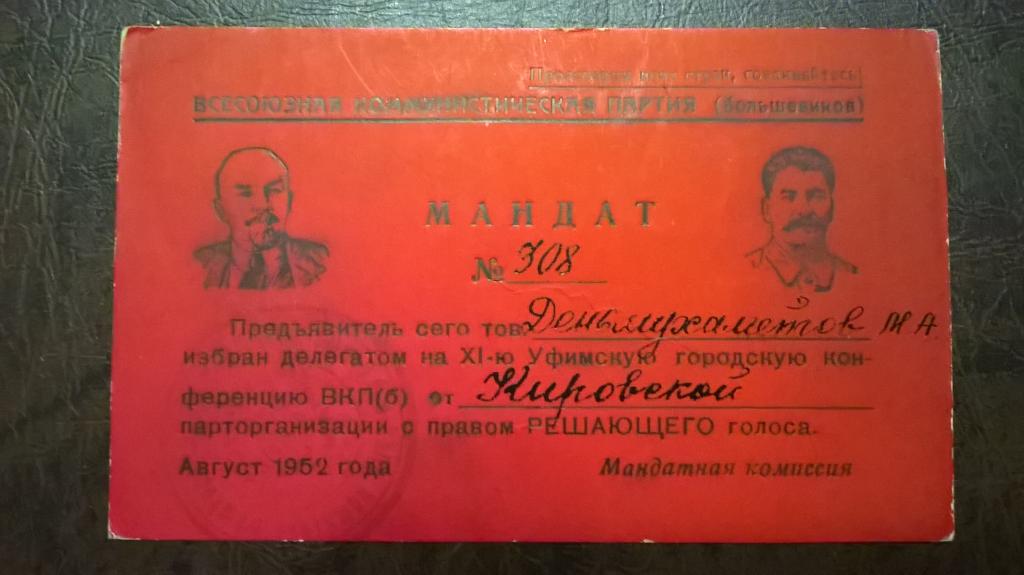 Пролетарии всех стран, соединяйтесь!
ВСЕСОЮЗНАЯ КОММУНИСТИЧЕСКАЯ ПАРТИЯ (большевиков)
МАНДАТ
№ 308
Предъявитель сего тов. Деньмухаметов М А.
избран делегатом на XI-ю Уфимскую городскую кон-
ференцию ВКП(б) от Кировской
парторганизации с правом РЕШАЮЩЕГО голоса.
Август 1952 года
Мандатная комиссия